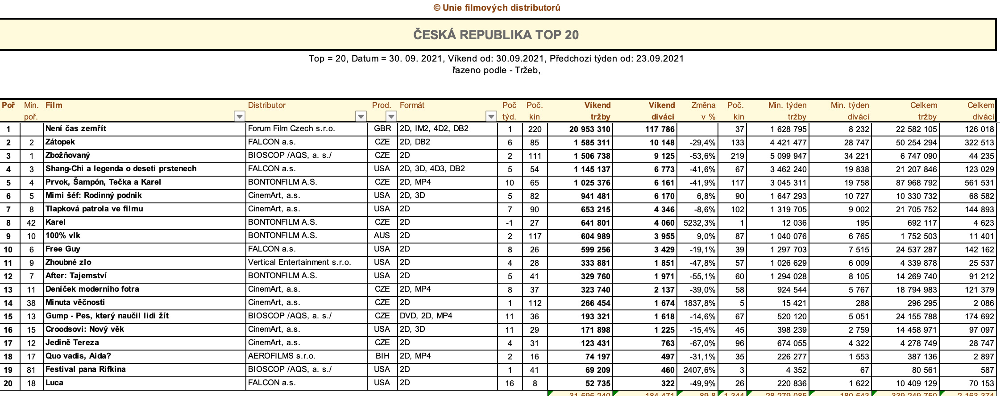 © Unie filmových distributorů
ČESKÁ REPUBLIKA TOP 20
Top = 20, Datum = 30. 09. 2021, Víkend od: 30.09.2021, Předchozí týden od: 23.09.2021
řazeno podle - Tržeb,
Poř Min. Film Distributor Prod. Formát Poč Poč. Víkend Víkend Změna Poč. Min. týden Min. týden Celkem Celkem
poř. týd. kin tržby diváci v % kin tržby diváci tržby diváci
1 Není čas zemřít Forum Film Czech s.r.o. GBR 2D, IM2, 4D2, DB2 1 220 20 953 310 117 786 37 1 628 795 8 232 22 582 105 126 018
2 2 Zátopek FALCON a.s. CZE 2D, DB2 6 85 1 585 311 10 148 -29,4% 133 4 421 477 28 747 50 254 294 322 513
3 1 Zbožňovaný BIOSCOP /AQS, a. s./ CZE 2D 2 111 1 506 738 9 125 -53,6% 219 5 099 947 34 221 6 747 090 44 235
4 3 Shang-Chi a legenda o deseti prstenech FALCON a.s. USA 2D, 3D, 4D3, DB2 5 54 1 145 137 6 773 -41,6% 67 3 462 240 19 838 21 207 846 123 029
5 4 Prvok, Šampón, Tečka a Karel BONTONFILM A.S. CZE 2D, MP4 10 65 1 025 376 6 161 -41,9% 117 3 045 311 19 758 87 968 792 561 531
6 5 Mimi šéf: Rodinný podnik CinemArt, a.s. USA 2D, 3D 5 82 941 481 6 170 6,8% 90 1 647 293 10 727 10 330 732 68 582
7 8 Tlapková patrola ve filmu CinemArt, a.s. USA 2D 7 90 653 215 4 346 -8,6% 102 1 319 705 9 002 21 705 752 144 893
8 42 Karel BONTONFILM A.S. CZE 2D -1 27 641 801 4 060 5232,3% 1 12 036 195 692 117 4 623
9 10 100% vlk BONTONFILM A.S. AUS 2D 2 117 604 989 3 955 9,0% 87 1 040 076 6 765 1 752 503 11 401
10 6 Free Guy FALCON a.s. USA 2D 8 26 599 256 3 429 -19,1% 39 1 297 703 7 515 24 537 287 142 162
11 9 Zhoubné zlo Vertical Entertainment s.r.o. USA 2D 4 28 333 881 1 851 -47,8% 57 1 026 629 6 009 4 339 878 25 537
12 7 After: Tajemství BONTONFILM A.S. USA 2D 5 41 329 760 1 971 -55,1% 60 1 294 028 8 105 14 269 740 91 212
13 11 Deníček moderního fotra CinemArt, a.s. CZE 2D, MP4 8 37 323 740 2 137 -39,0% 58 924 544 5 767 18 794 983 121 379
14 38 Minuta věčnosti CinemArt, a.s. CZE 2D 1 112 266 454 1 674 1837,8% 5 15 421 288 296 295 2 086
15 13 Gump - Pes, který naučil lidi žít BIOSCOP /AQS, a. s./ CZE DVD, 2D, MP4 11 36 193 321 1 618 -14,6% 67 520 120 5 051 24 155 788 174 692
16 15 Croodsovi: Nový věk CinemArt, a.s. USA 2D, 3D 11 29 171 898 1 225 -15,4% 45 398 239 2 759 14 458 971 97 097
17 12 Jedině Tereza CinemArt, a.s. CZE 2D 4 31 123 431 763 -67,0% 96 674 055 4 322 4 278 749 28 747
18 17 Quo vadis, Aida? AEROFILMS s.r.o. BIH 2D, MP4 2 16 74 197 497 -31,1% 35 226 277 1 553 387 136 2 897
19 81 Festival pana Rifkina BIOSCOP /AQS, a. s./ USA 2D 1 41 69 209 460 2407,6% 3 4 352 67 80 561 587
20 18 Luca FALCON a.s. USA 2D 16 8 52 735 322 -49,9% 26 220 836 1 622 10 409 129 70 153
31 595 240 184 471 89,8 1 344 28 279 085 180 543 339 249 750 2 163 374